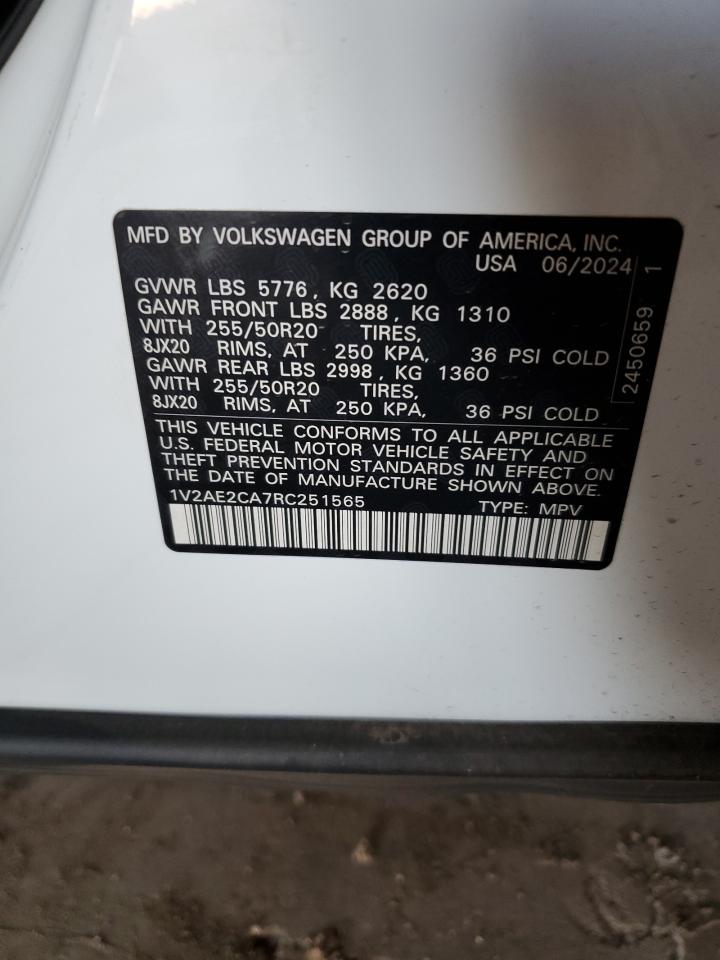 MFD BY VOLKSWAGEN GROUP OF AMERICA, INC.
USA 06/2024
GVWR LBS 5776, KG 2620
GAWR FRONT LBS 2888, KG 1310
WITH 255/50R20 TIRES,
8JX20 RIMS, AT 250 KPA, 36 PSI COLD
GAWR REAR LBS 2998, KG 1360
WITH 255/50R20 TIRES,
8JX20 RIMS, AT 250 KPA, 36 PSI COLD
THIS VEHICLE CONFORMS TO ALL APPLICABLE
U.S. FEDERAL MOTOR VEHICLE SAFETY AND
THEFT PREVENTION STANDARDS IN EFFECT ON
THE DATE OF MANUFACTURE SHOWN ABOVE.
1V2AE2CA7RC251565 TYPE: MPV
2450659 1